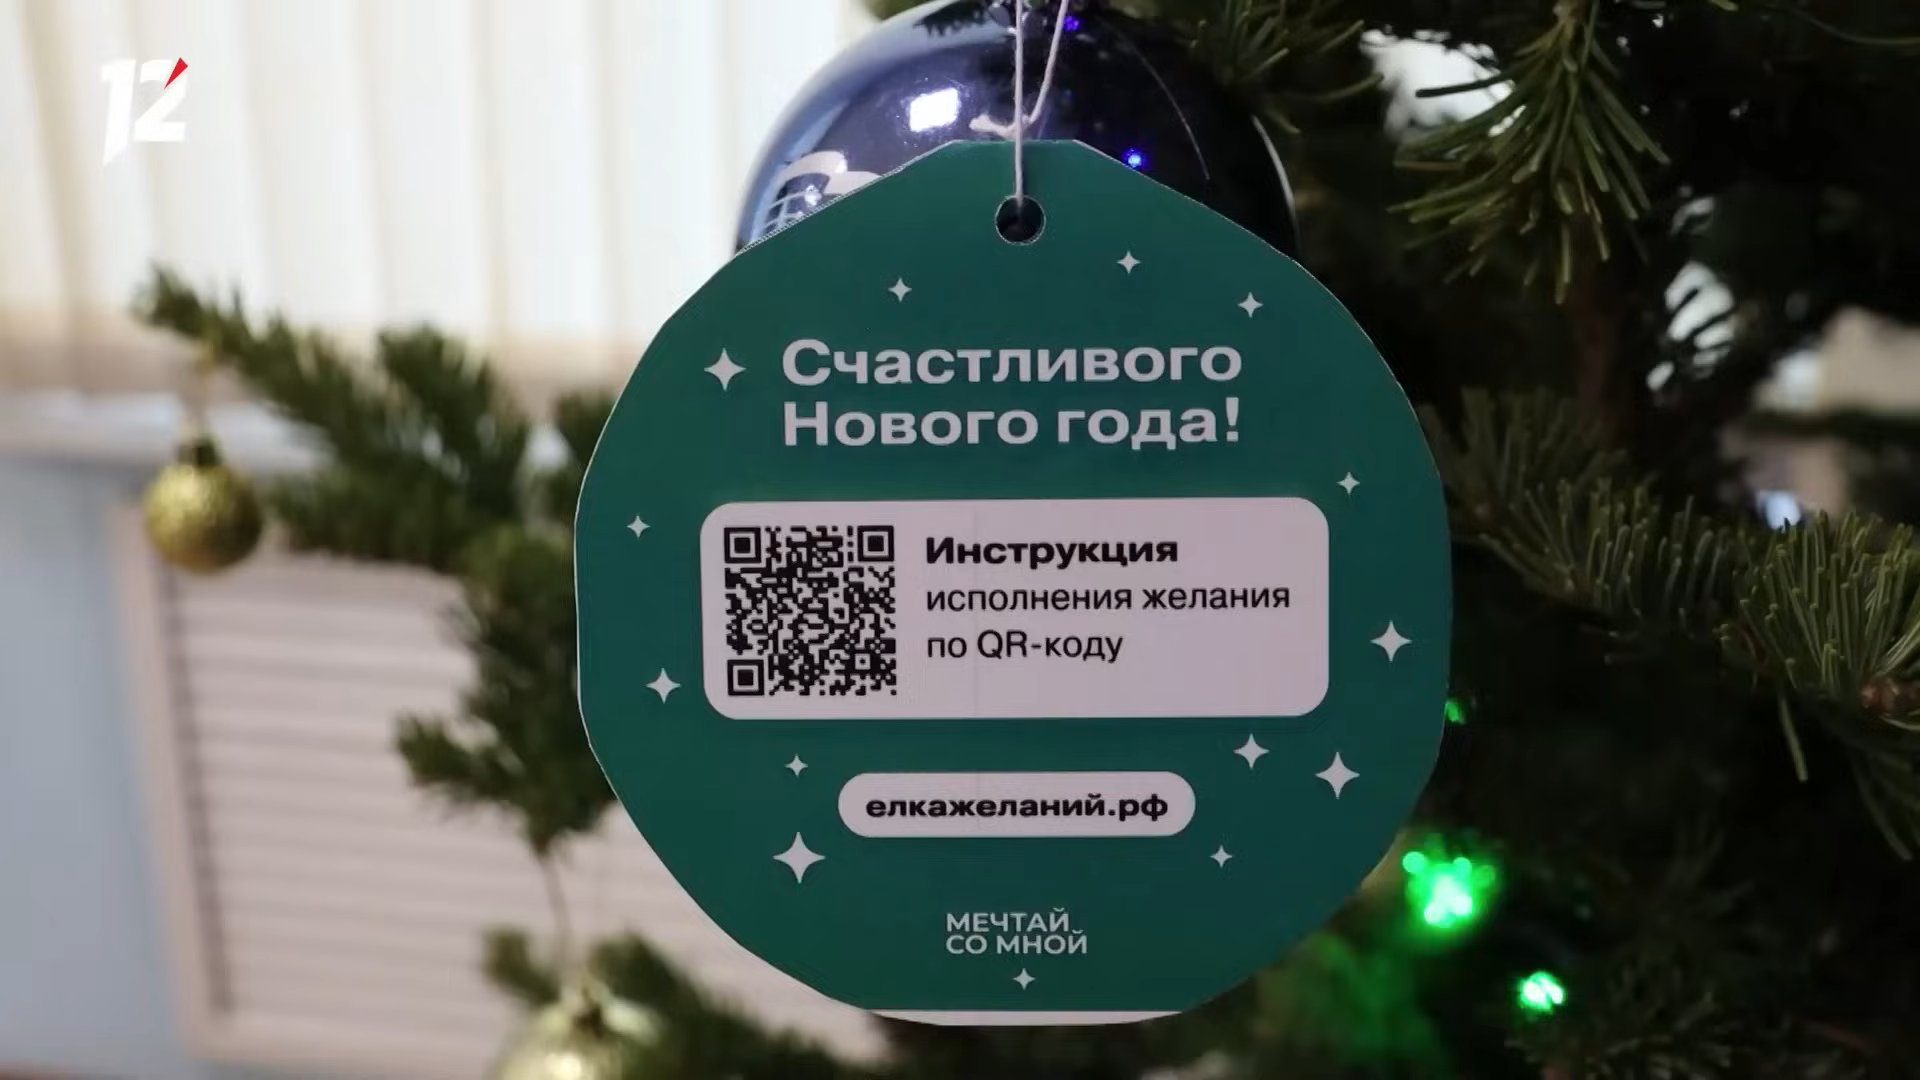 12
Счастливого
Нового года!
Инструкция
исполнения желания
по QR-коду
елкажеланий.рф
МЕЧТАЙ
СО МНОЙ